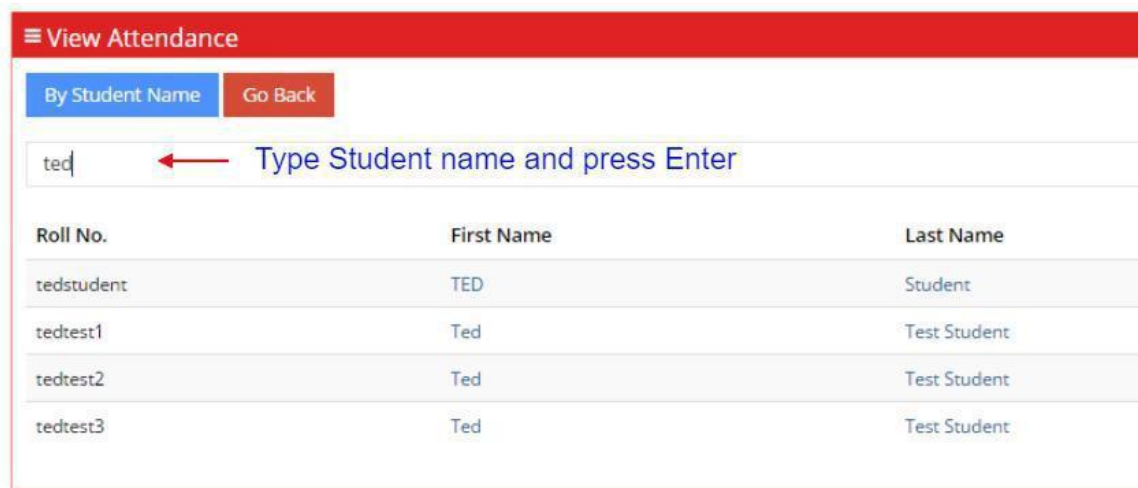 View Attendance
By Student Name Go Back
ted Type Student name and press Enter
Roll No. First Name Last Name
tedstudent TED Student
tedtest1 Ted Test Student
tedtest2 Ted Test Student
tedtest3 Ted Test Student